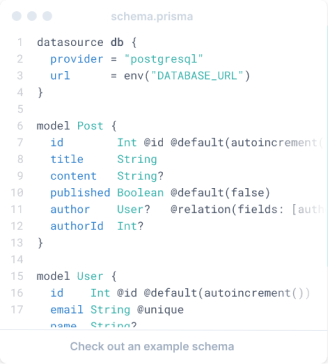 schema.prisma
1 datasource db {
2   provider = "postgresql"
3   url      = env("DATABASE_URL")
4 }
5
6 model Post {
7   id        Int @id @default(autoincrement(
8   title     String
9   content   String?
10   published Boolean @default(false)
11   author    User?   @relation(fields: [auth
12   authorId  Int?
13 }
14
15 model User {
16   id    Int @id @default(autoincrement())
17   email String @unique
name String?
Check out an example schema